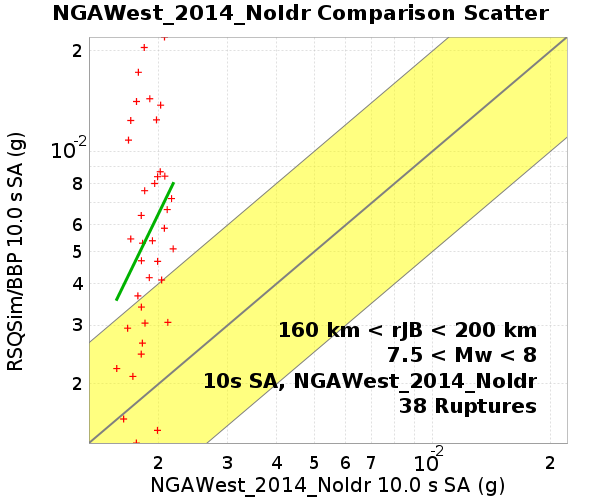 NGAWest_2014_NoIdr Comparison Scatter
RSQSim/BBP 10.0 s SA (g)
2
10-2
8
6
5
4
3
2
160 km < rJB < 200 km
7.5 < Mw < 8
10s SA, NGAWest_2014_NoIdr
38 Ruptures
2 3 4 5 6 7 10-2 2
NGAWest_2014_NoIdr 10.0 s SA (g)